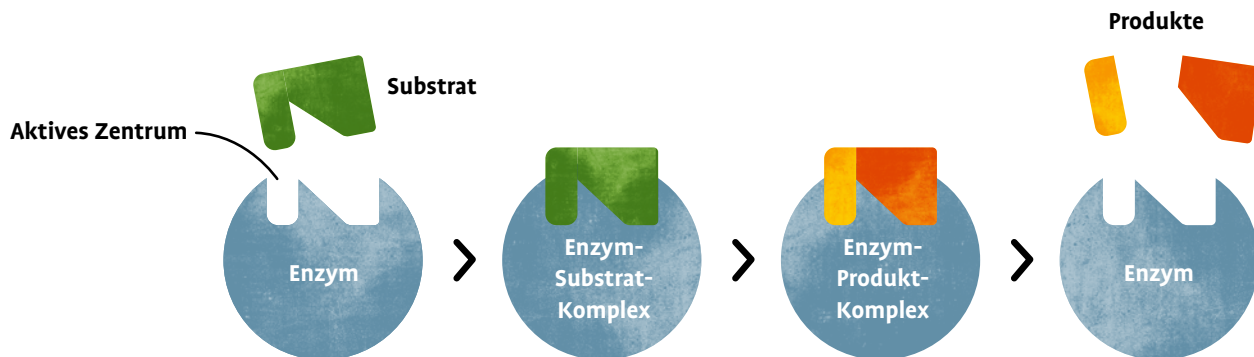 Produkte
Substrat
Aktives Zentrum
Enzym
Enzym-
Substrat-
Komplex
Enzym-
Produkt-
Komplex
Enzym